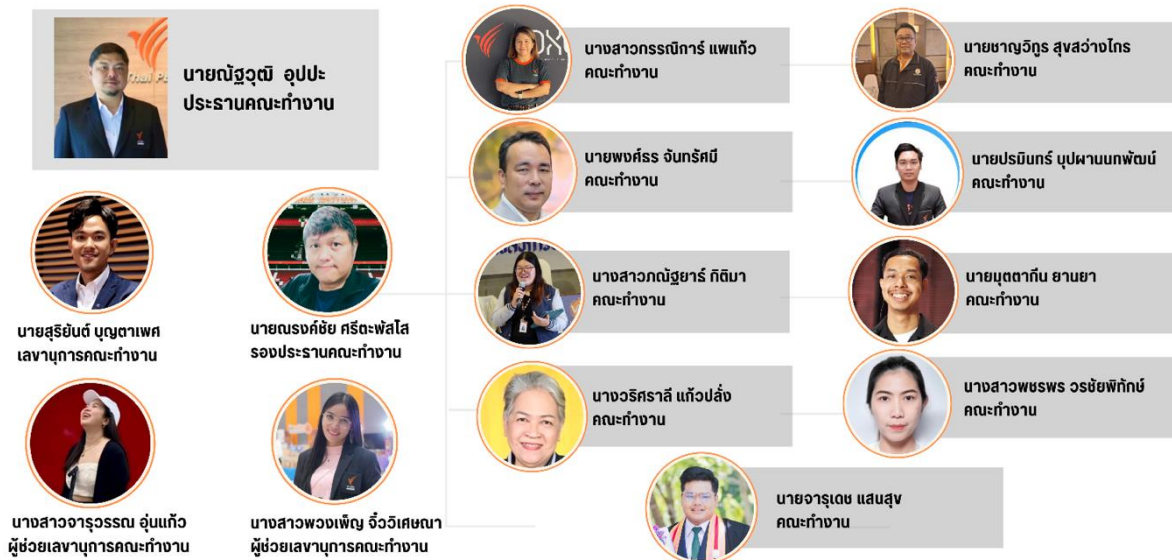 Thai P
นายณัฐวุฒิ อุปปะ
ประธานคณะทำงาน
นายสุริยันต์ บุญตาเพศ
เลขานุการคณะทำงาน
นายณรงค์ชัย ศรีตะพัสโส
รองประธานคณะทำงาน
นางสาวจารุวรรณ อุ่นแก้ว
ผู้ช่วยเลขานุการคณะทำงาน
นางสาวพวงเพ็ญ จิ๋ววิเศษณา
ผู้ช่วยเลขานุการคณะทำงาน
นางสาวกรรณิการ์ แพแก้ว
คณะทำงาน
นายชาญวิทูร สุขสว่างไกร
คณะทำงาน
นายพงศ์ธร จันทรัศมี
คณะทำงาน
นายปรมินทร์ บุปผานนกพัฒน์
คณะทำงาน
นางสาวภณัฐยาร์ กิติมา
คณะทำงาน
นายมุตตากีน ยานยา
คณะทำงาน
นางวริศราลี แก้วปลั่ง
คณะทำงาน
นางสาวพชรพร วรชัยพิทักษ์
คณะทำงาน
นายจารุเดช แสนสุข
คณะทำงาน